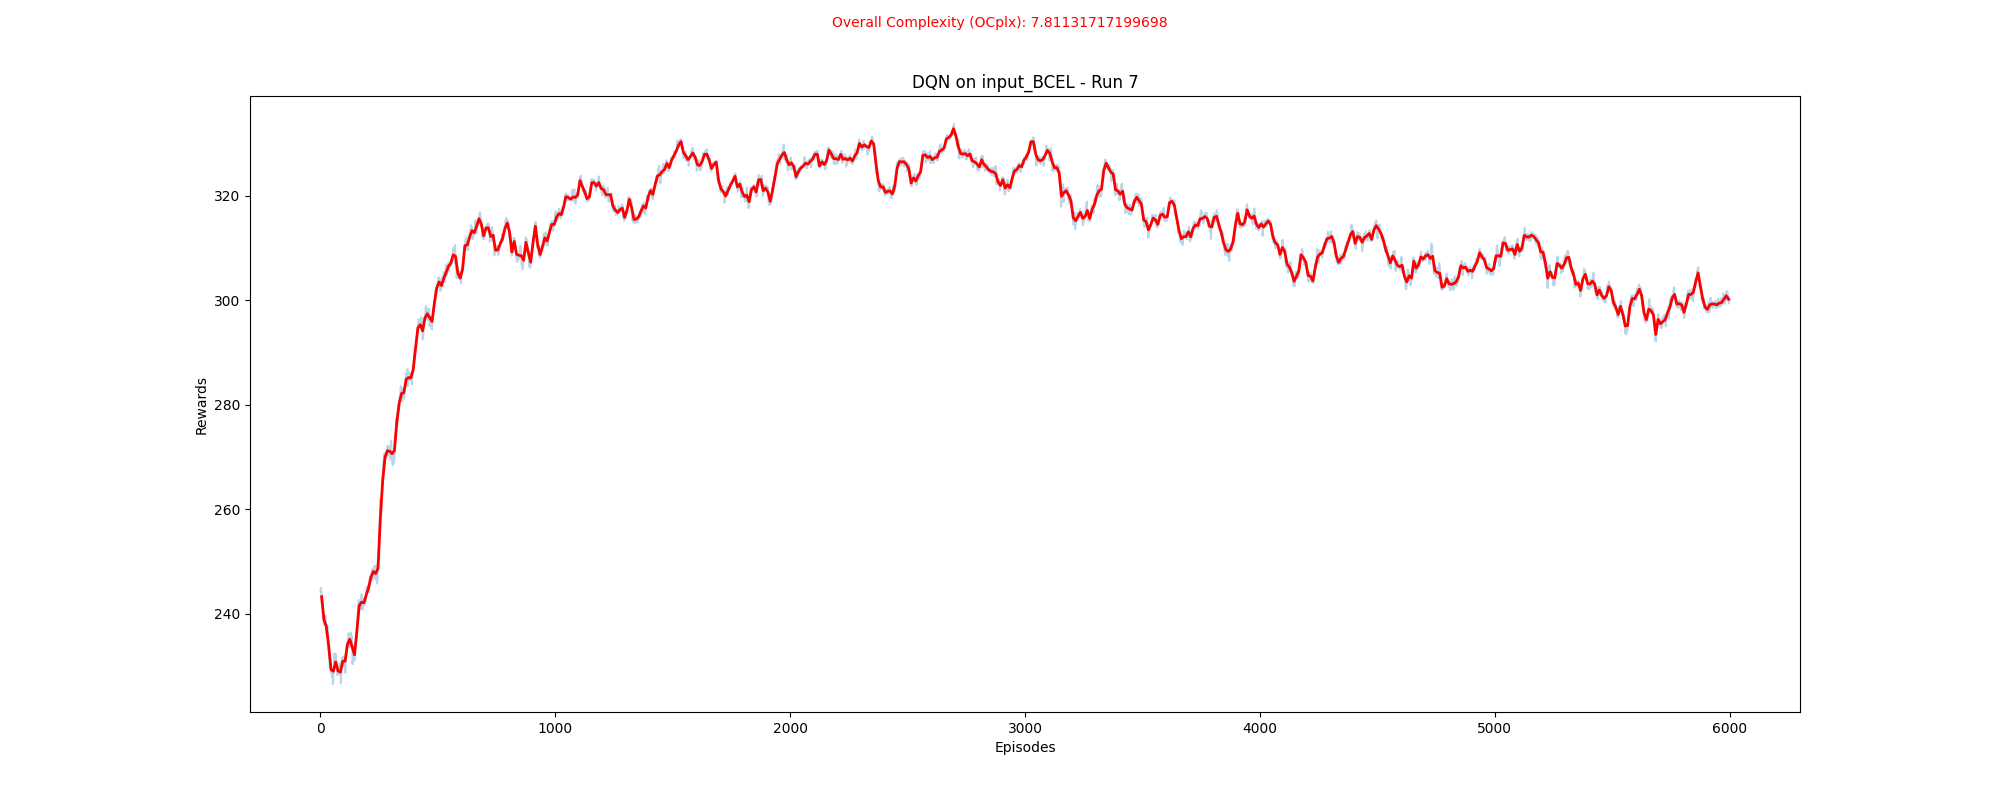 Overall Complexity (OCplx): 7.81131717199698
DQN on input_BCEL - Run 7
Rewards
320
300
280
260
240
0 1000 2000 3000 4000 5000 6000
Episodes